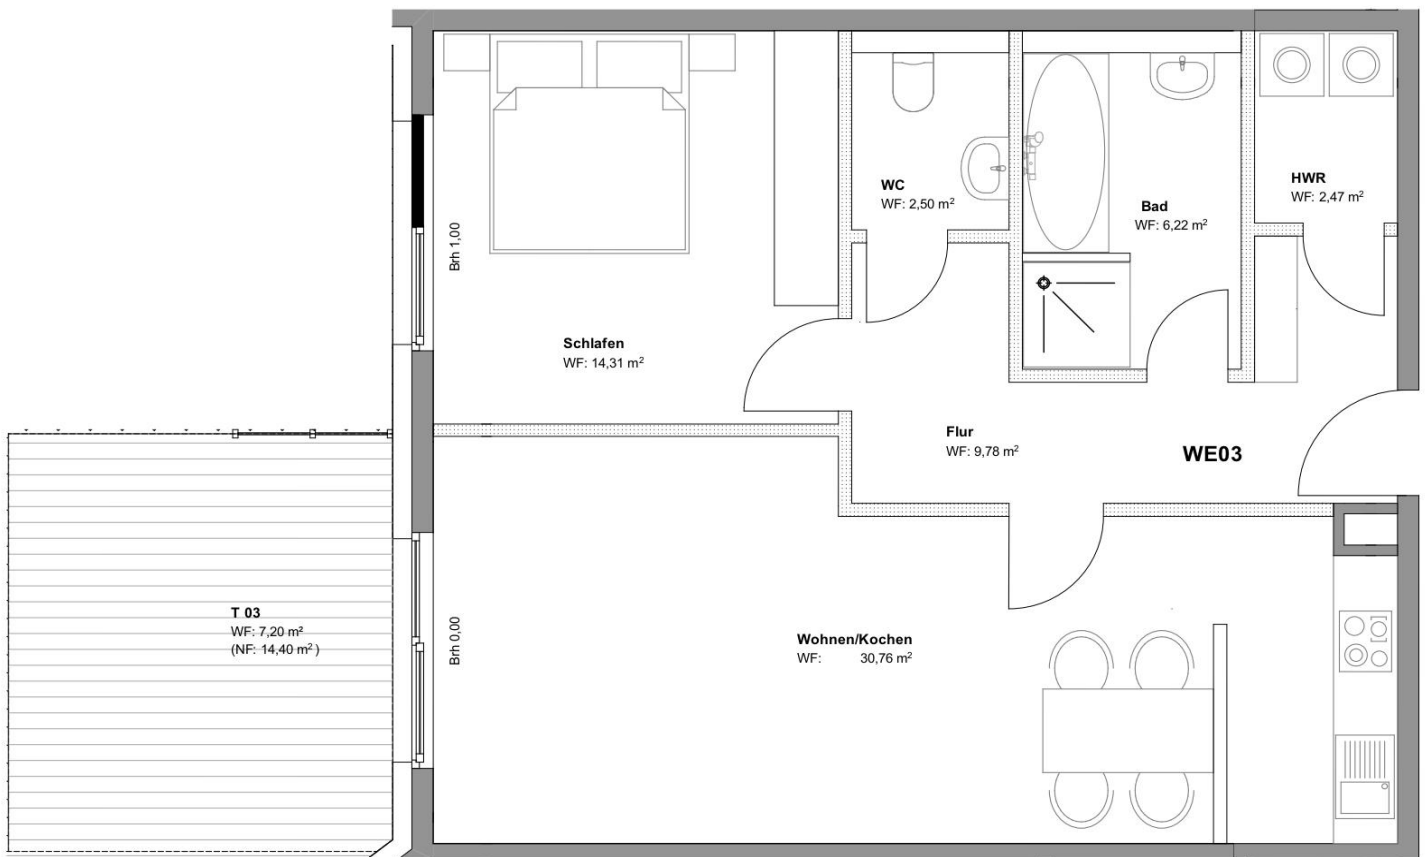 WC
WF: 2,50 m²
Bad
WF: 6,22 m²
HWR
WF: 2,47 m²
Brh 1,00
Schlafen
WF: 14,31 m²
Flur
WF: 9,78 m²
WE03
T 03
WF: 7,20 m²
(NF: 14,40 m²)
Brh 0,00
Wohnen/Kochen
WF: 30,76 m²